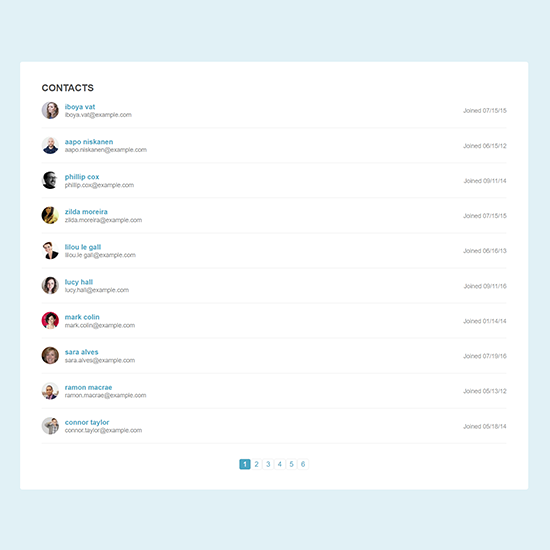 CONTACTS
iboya vat
iboya.vat@example.com
Joined 07/15/15
aapo niskanen
aapo.niskanen@example.com
Joined 06/15/12
phillip cox
phillip.cox@example.com
Joined 09/11/14
zilda moreira
zilda.moreira@example.com
Joined 07/15/15
lilou le gall
lilou.le gall@example.com
Joined 06/16/13
lucy hall
lucy.hall@example.com
Joined 09/11/16
mark colin
mark.colin@example.com
Joined 01/14/14
sara alves
sara.alves@example.com
Joined 07/19/16
ramon macrae
ramon.macrae@example.com
Joined 05/13/12
connor taylor
connor.taylor@example.com
Joined 05/18/14
1 2 3 4 5 6